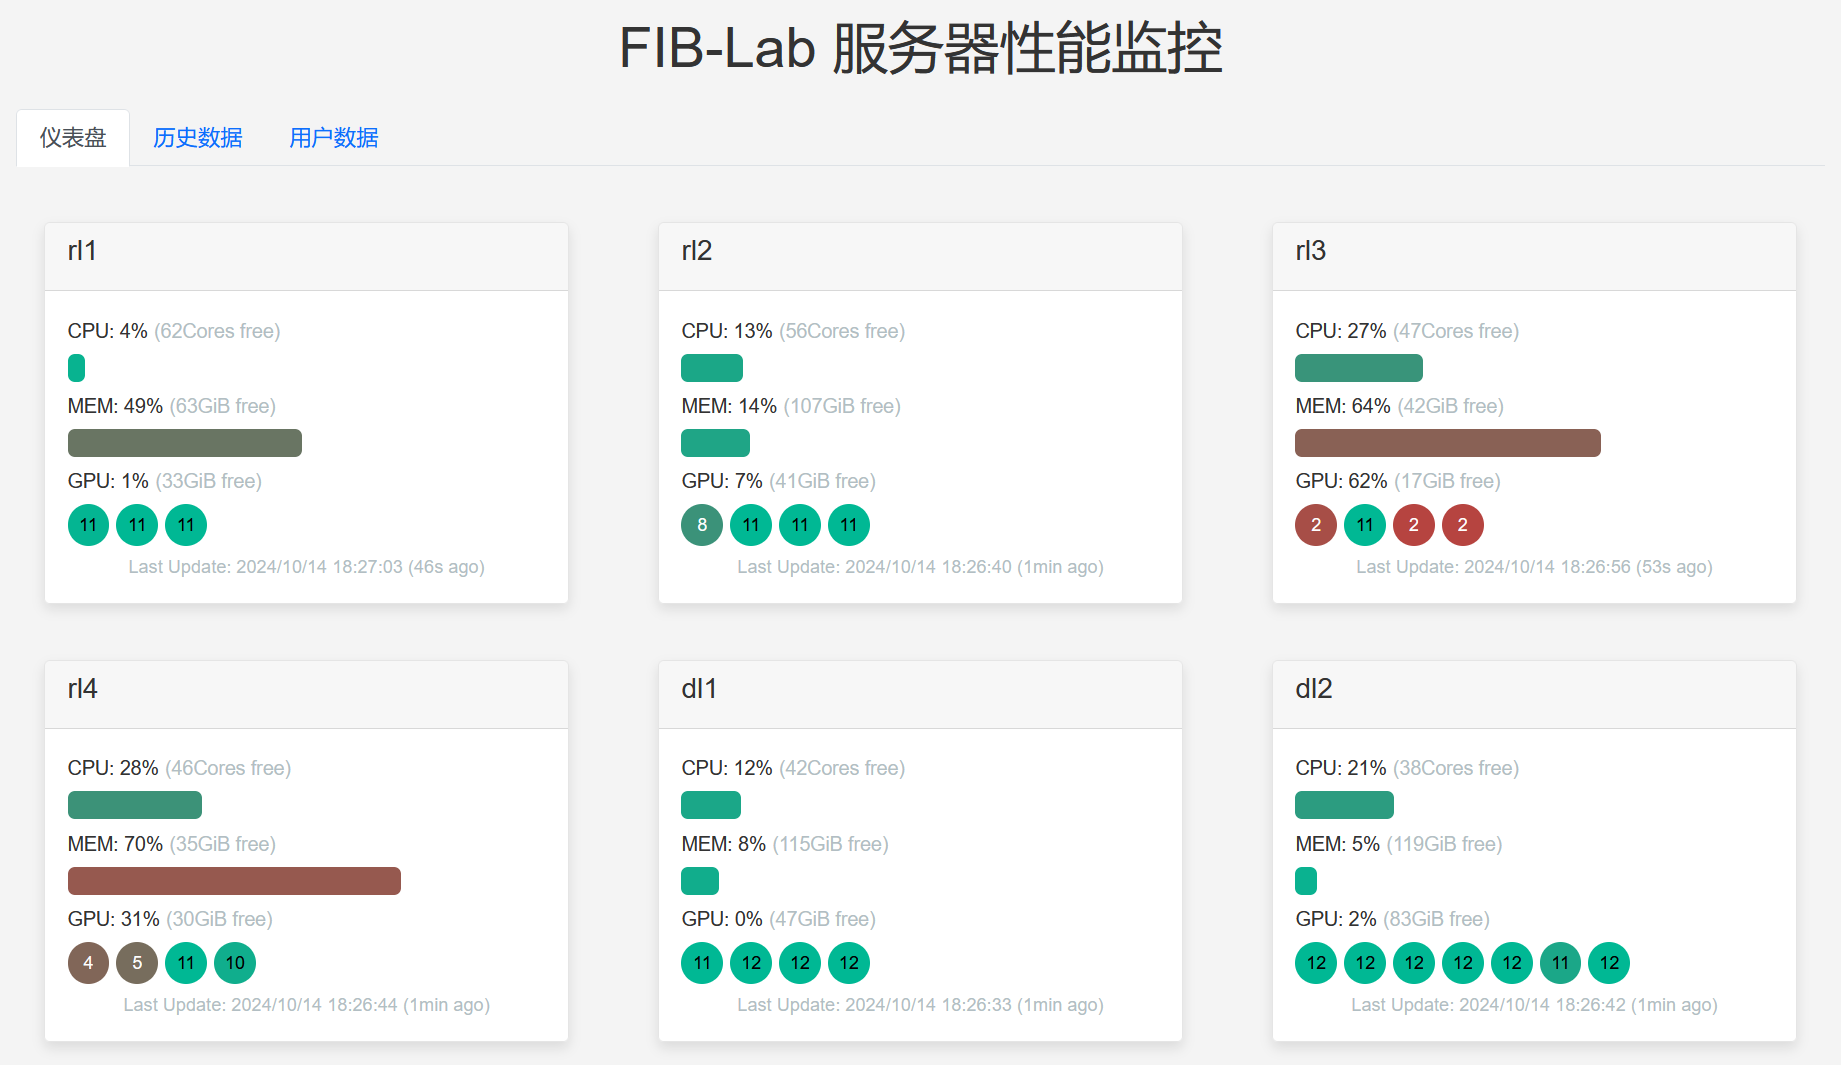 FIB-Lab 服务器性能监控
仪表盘 历史数据 用户数据
rl1
CPU: 4% (62Cores free)
MEM: 49% (63GiB free)
GPU: 1% (33GiB free)
11 11 11
Last Update: 2024/10/14 18:27:03 (46s ago)
rl2
CPU: 13% (56Cores free)
MEM: 14% (107GiB free)
GPU: 7% (41GiB free)
8 11 11 11
Last Update: 2024/10/14 18:26:40 (1min ago)
rl3
CPU: 27% (47Cores free)
MEM: 64% (42GiB free)
GPU: 62% (17GiB free)
2 11 2 2
Last Update: 2024/10/14 18:26:56 (53s ago)
rl4
CPU: 28% (46Cores free)
MEM: 70% (35GiB free)
GPU: 31% (30GiB free)
4 5 11 10
Last Update: 2024/10/14 18:26:44 (1min ago)
dl1
CPU: 12% (42Cores free)
MEM: 8% (115GiB free)
GPU: 0% (47GiB free)
11 12 12 12
Last Update: 2024/10/14 18:26:33 (1min ago)
dl2
CPU: 21% (38Cores free)
MEM: 5% (119GiB free)
GPU: 2% (83GiB free)
12 12 12 12 12 11 12
Last Update: 2024/10/14 18:26:42 (1min ago)